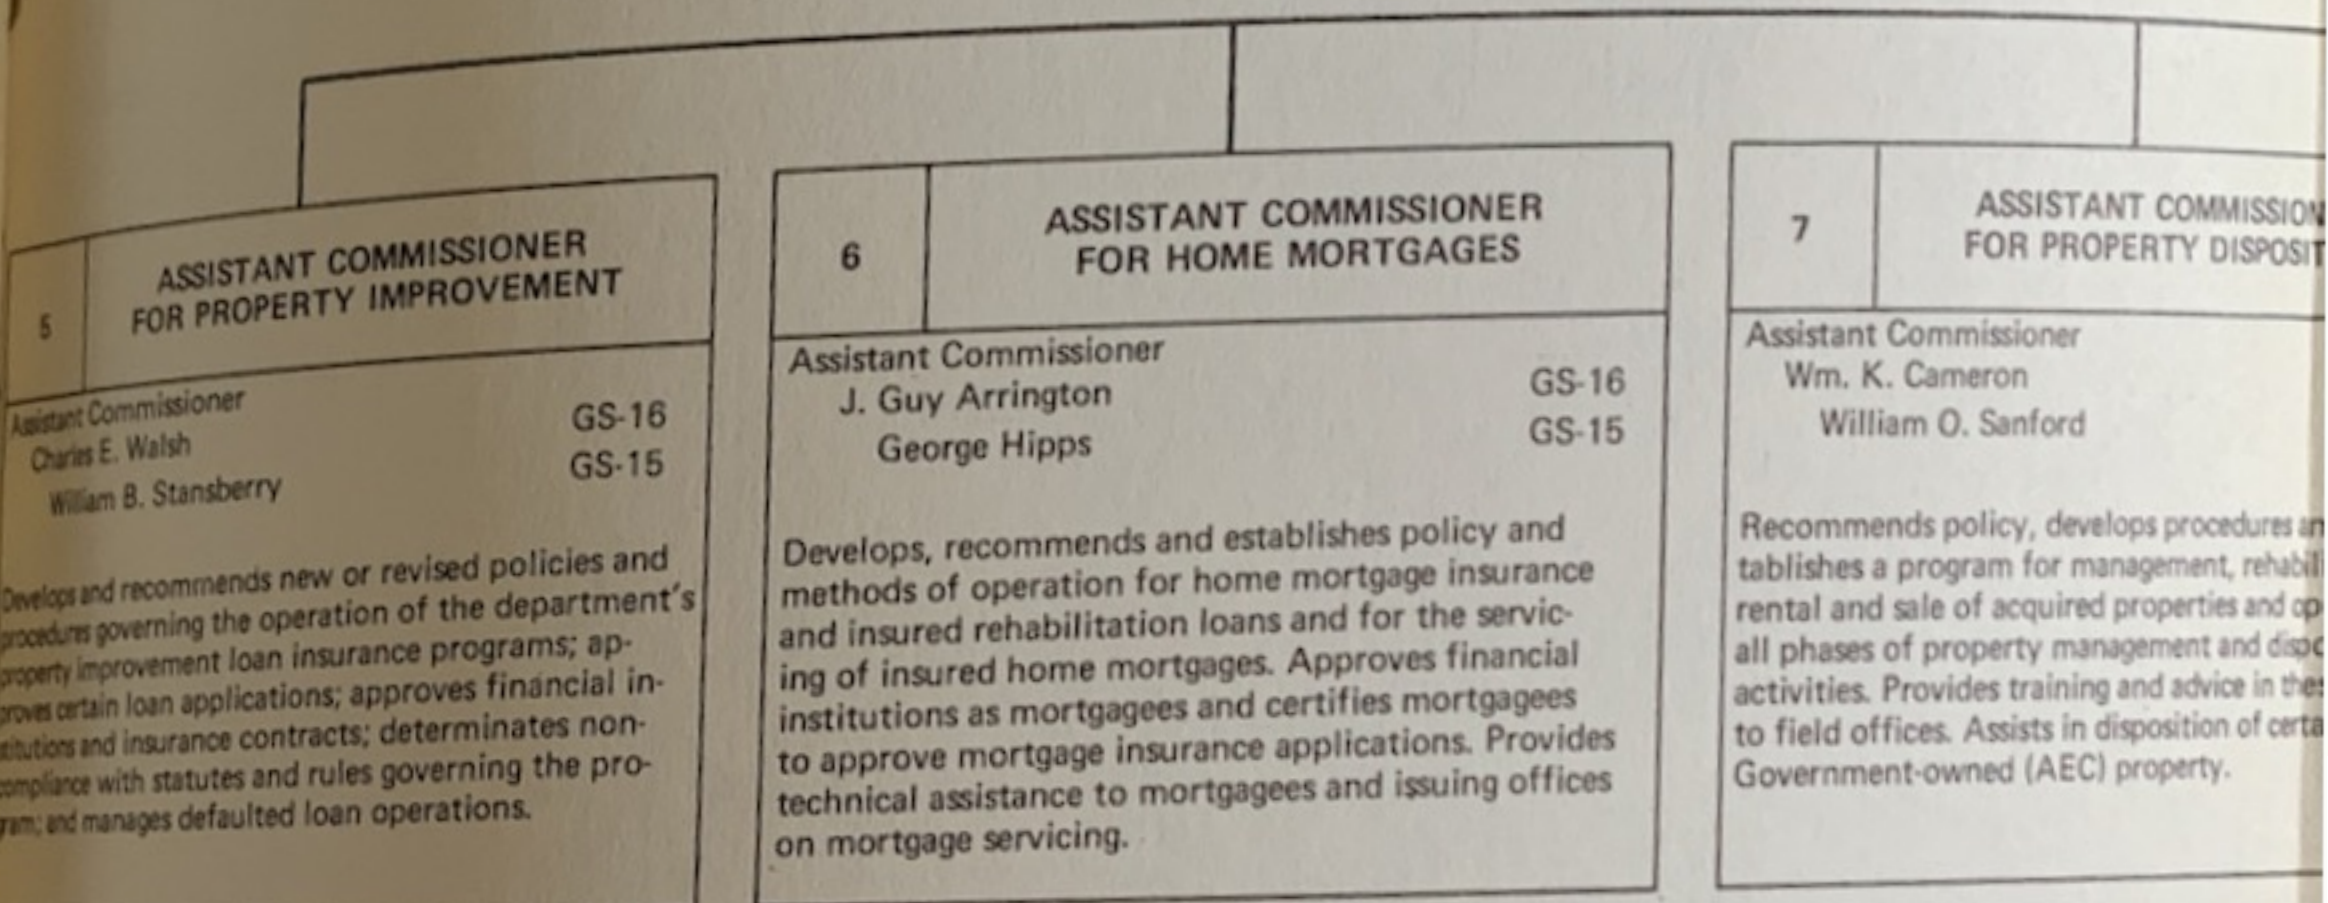 5
ASSISTANT COMMISSIONER
FOR PROPERTY IMPROVEMENT
Assistant Commissioner
Charles E. Walsh GS-16
William B. Stansberry GS-15
Develops and recommends new or revised policies and
procedures governing the operation of the department's
property improvement loan insurance programs; ap-
proves certain loan applications; approves financial in-
stitutions and insurance contracts; determinates non-
compliance with statutes and rules governing the pro-
gram; and manages defaulted loan operations.
6
ASSISTANT COMMISSIONER
FOR HOME MORTGAGES
Assistant Commissioner
J. Guy Arrington GS-16
George Hipps GS-15
Develops, recommends and establishes policy and
methods of operation for home mortgage insurance
and insured rehabilitation loans and for the servic-
ing of insured home mortgages. Approves financial
institutions as mortgagees and certifies mortgagees
to approve mortgage insurance applications. Provides
technical assistance to mortgagees and issuing offices
on mortgage servicing.
7
ASSISTANT COMMISSION
FOR PROPERTY DISPOSIT
Assistant Commissioner
Wm. K. Cameron
William O. Sanford
Recommends policy, develops procedures an
tablishes a program for management, rehabil
rental and sale of acquired properties and
all phases of property management and
activities. Provides training and advice in
to field offices. Assists in disposition of certa
Government-owned (AEC) property.